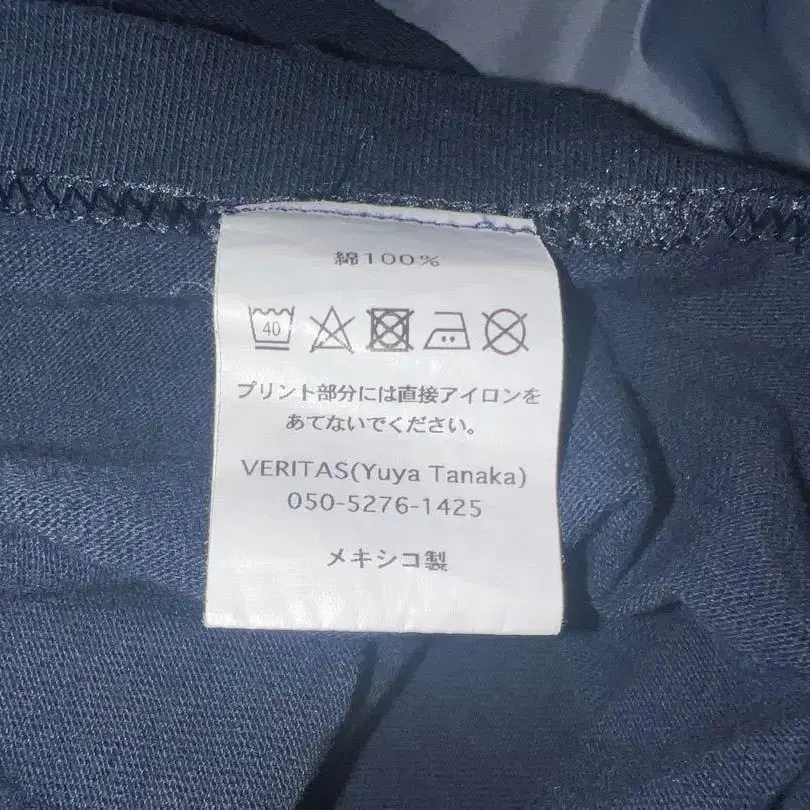 綿100%
40
プリント部分には直接アイロンを
あてないでください。
VERITAS(Yuya Tanaka)
050-5276-1425
メキシコ製